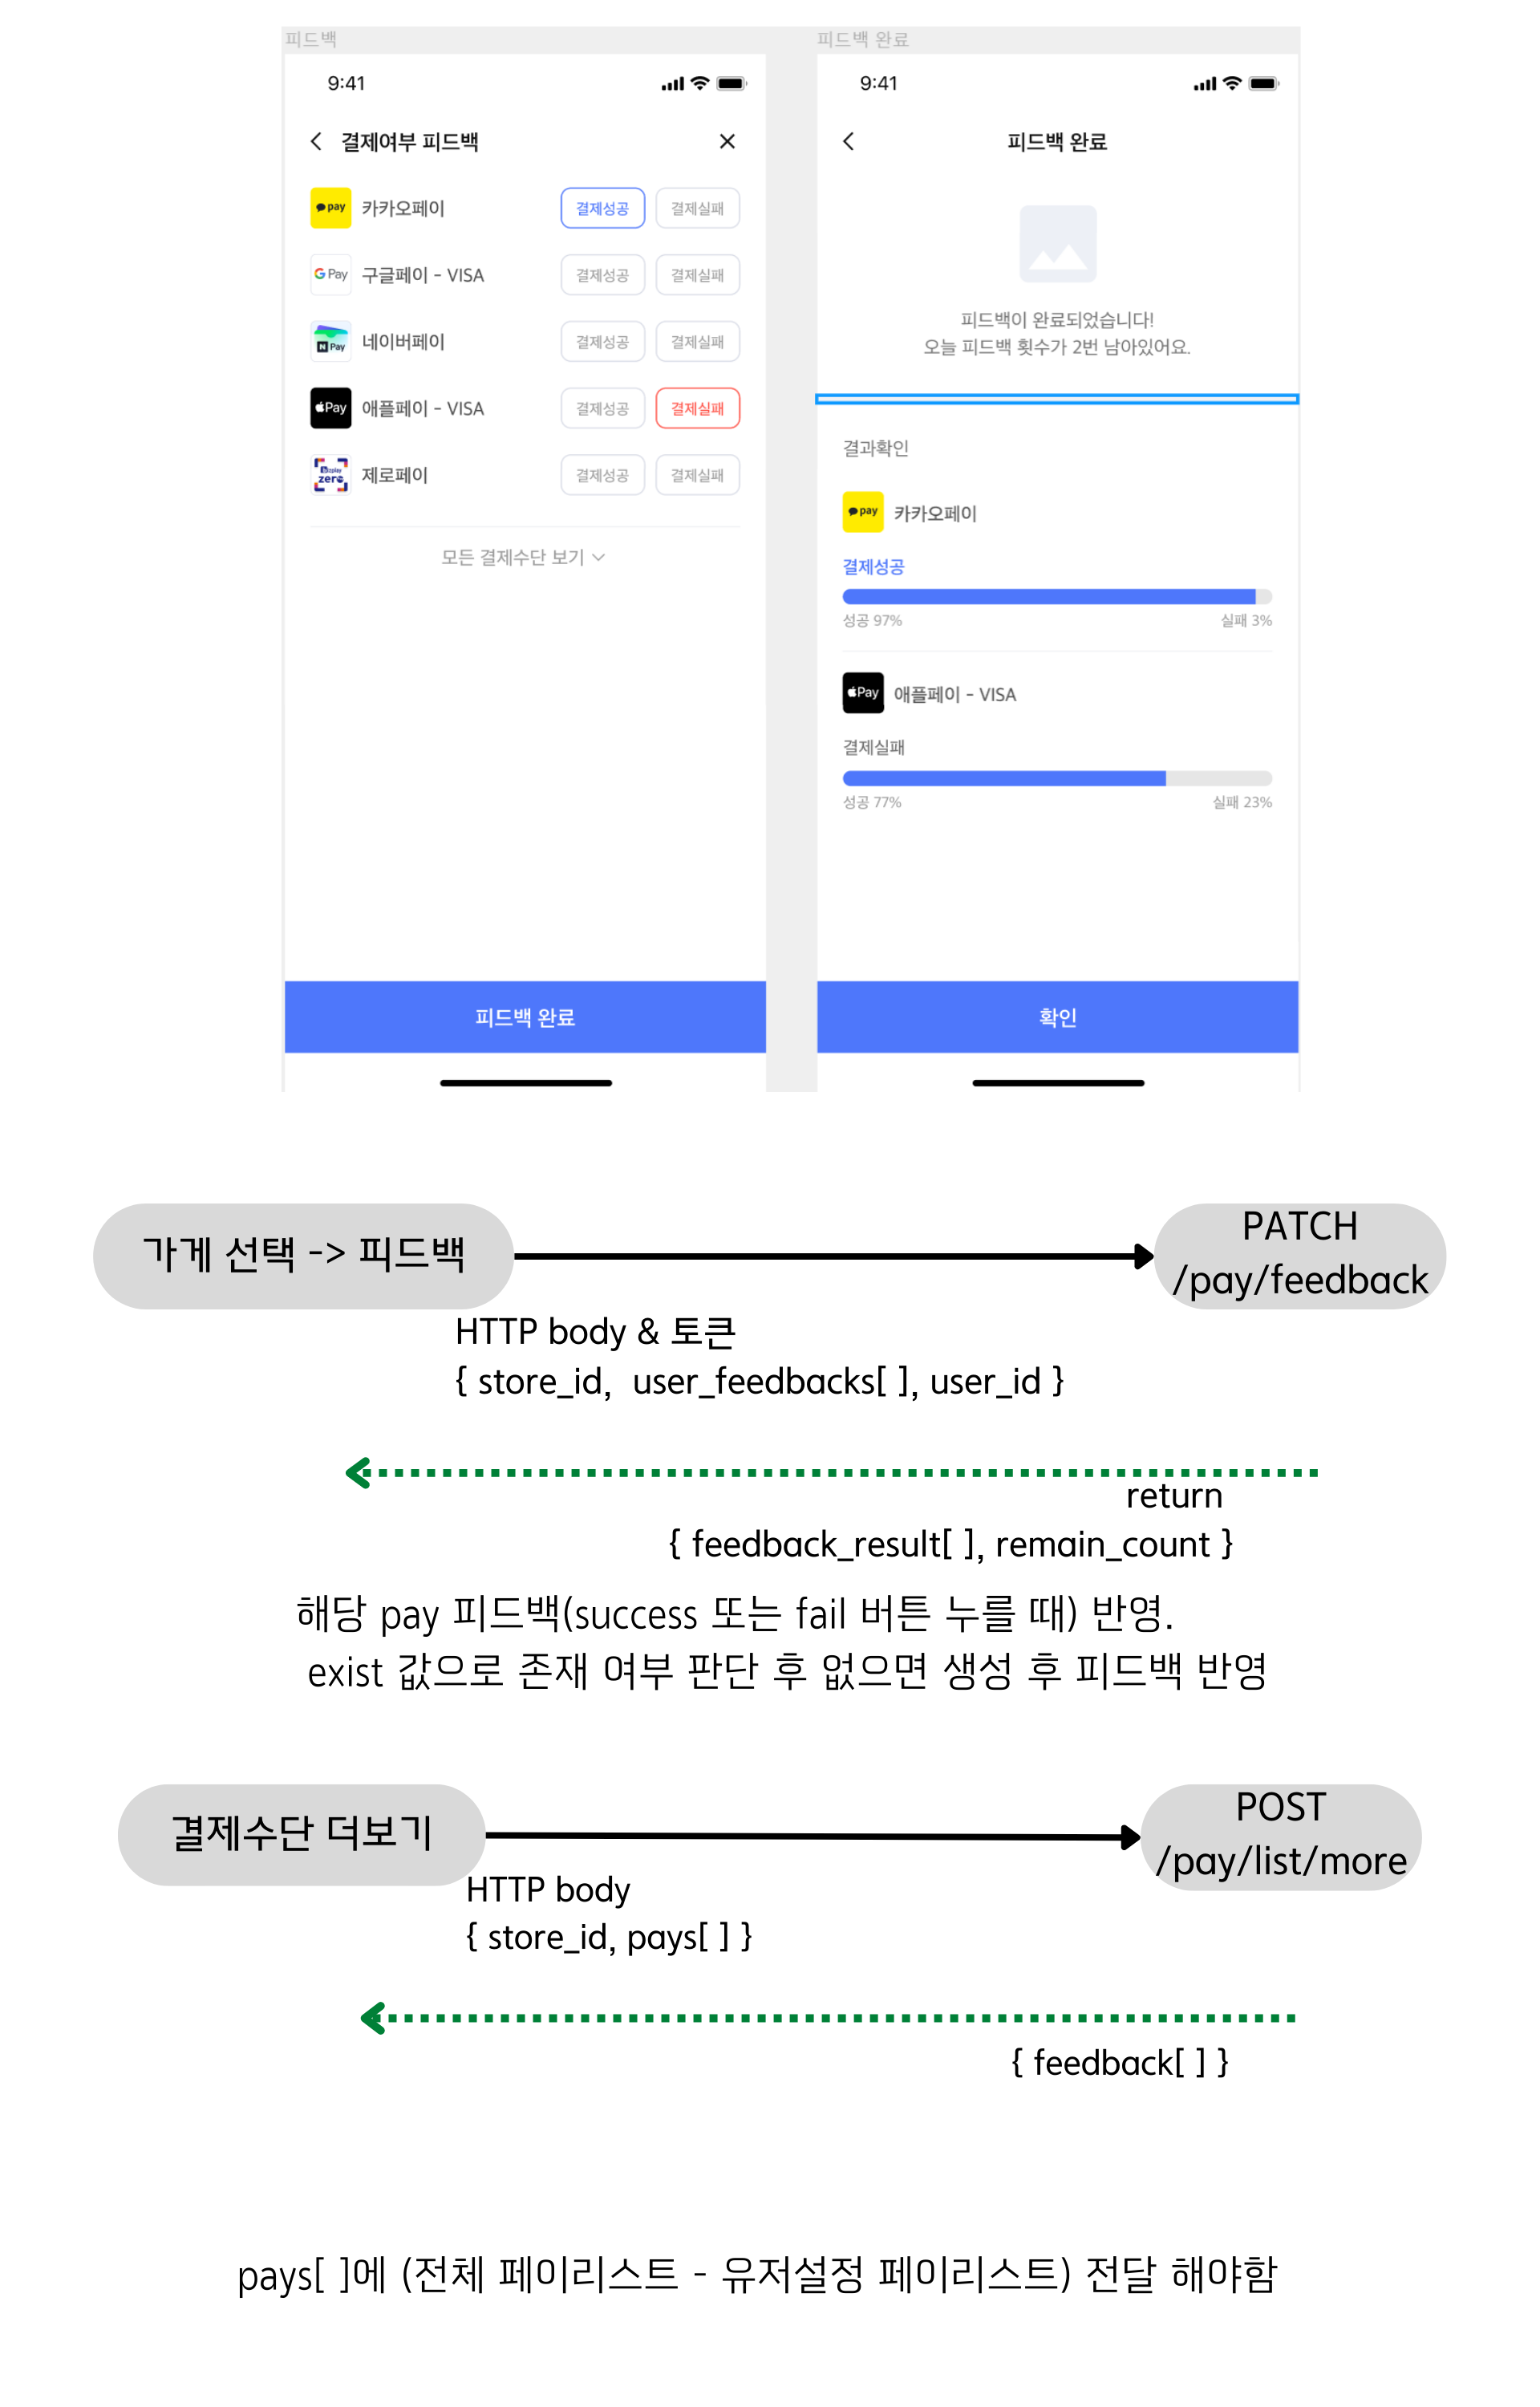 피드백
9:41
결제여부 피드백
pay 카카오페이 결제성공 결제실패
G Pay 구글페이 - VISA 결제성공 결제실패
N Pay 네이버페이 결제성공 결제실패
Pay 애플페이 - VISA 결제성공 결제실패
bizplay
zero 제로페이 결제성공 결제실패
모든 결제수단 보기
피드백 완료
피드백 완료
9:41
피드백 완료
피드백이 완료되었습니다!
오늘 피드백 횟수가 2번 남아있어요.
결과확인
pay 카카오페이
결제성공
성공 97% 실패 3%
Pay 애플페이 - VISA
결제실패
성공 77% 실패 23%
확인
가게 선택 -> 피드백
PATCH
/pay/feedback
HTTP body & 토큰
{ store_id, user_feedbacks[ ], user_id }
return
{ feedback_result[ ], remain_count }
해당 pay 피드백(success 또는 fail 버튼 누를 때) 반영.
exist 값으로 존재 여부 판단 후 없으면 생성 후 피드백 반영
결제수단 더보기
POST
/pay/list/more
HTTP body
{ store_id, pays[ ] }
{ feedback[ ] }
pays[ ]에 (전체 페이리스트 - 유저설정 페이리스트) 전달 해야함